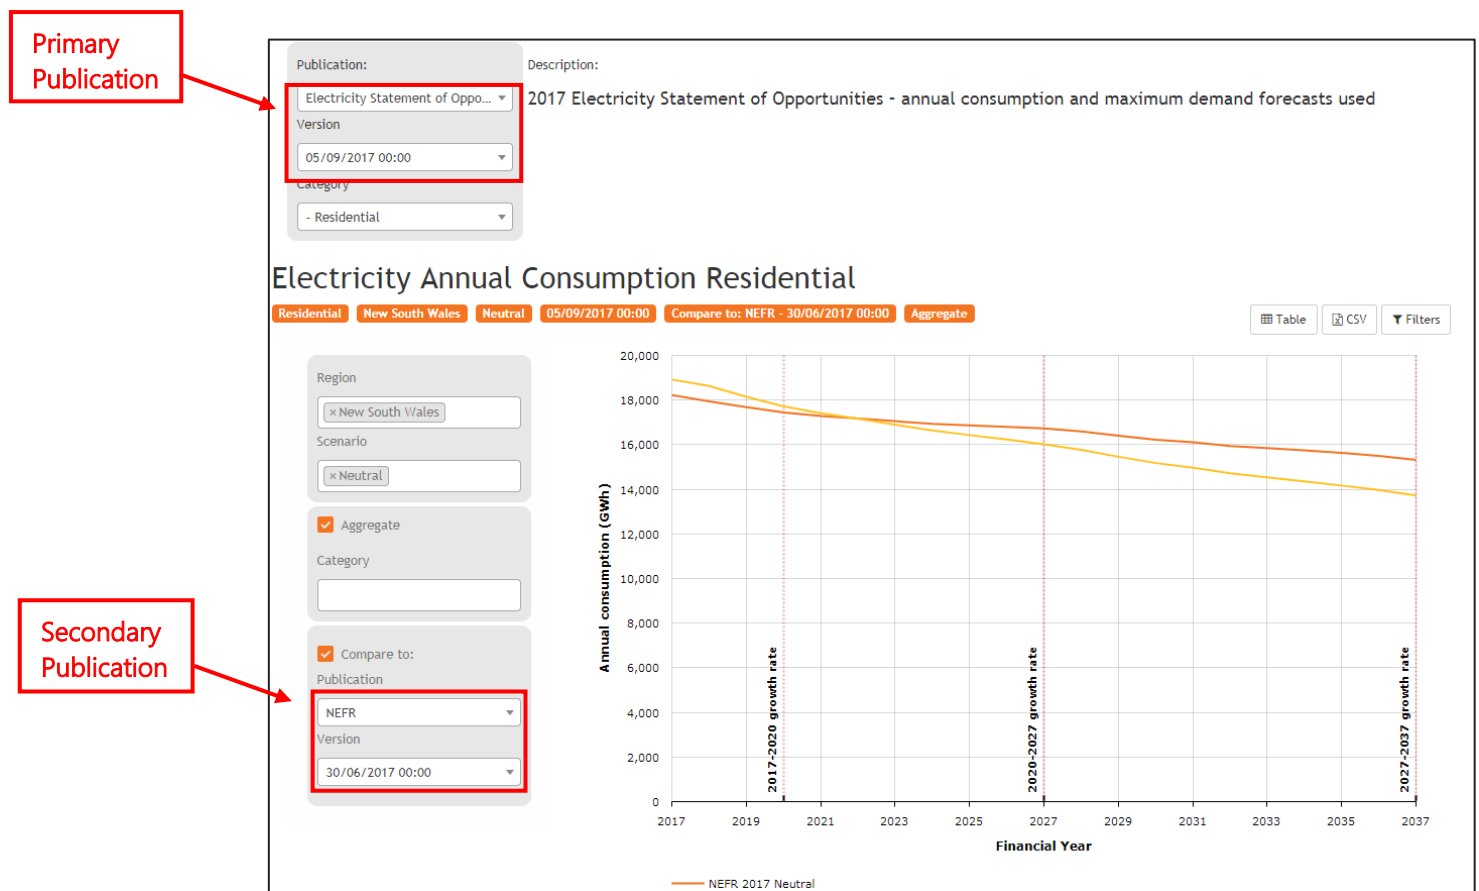 Primary
Publication
Publication:
Description:
Electricity Statement of Oppo...
2017 Electricity Statement of Opportunities - annual consumption and maximum demand forecasts used
Version
05/09/2017 00:00
Category
- Residential
Electricity Annual Consumption Residential
Residential New South Wales Neutral 05/09/2017 00:00 Compare to: NEFR - 30/06/2017 00:00 Aggregate
Table CSV Filters
Region
×New South Wales
Scenario
×Neutral
Aggregate
Category
Secondary
Publication
Compare to:
Publication
NEFR
Version
30/06/2017 00:00
Annual consumption (GWh)
20,000
18,000
16,000
14,000
12,000
10,000
8,000
6,000
4,000
2,000
0
2017-2020 growth rate
2020-2027 growth rate
2027-2037 growth rate
2017 2019 2021 2023 2025 2027 2029 2031 2033 2035 2037
Financial Year
NEFR 2017 Neutral